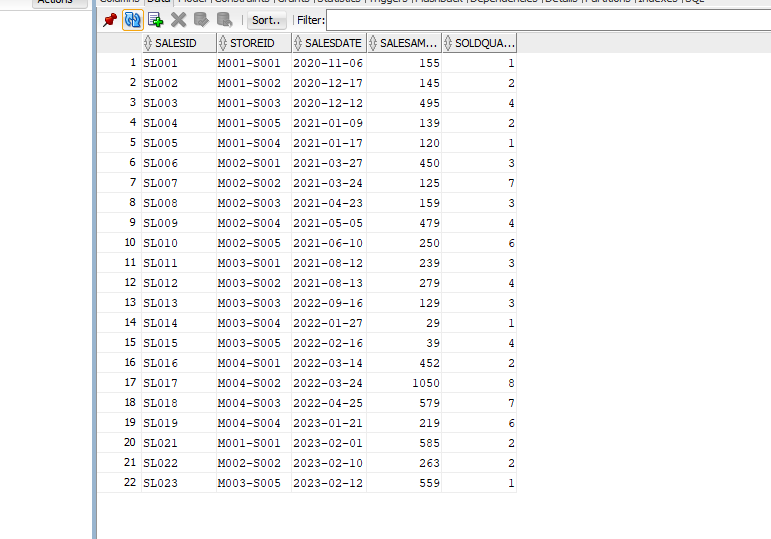 Actions
Columns | Data | Model | Constraints | Grants | Statistics | Triggers | Flashback | Dependencies | Details | Partitions | Indexes | SQL
Sort.. Filter:
SALESID STOREID SALESDATE SALESAM... SOLDQUA...
1 SL001 M001-S001 2020-11-06 155 1
2 SL002 M001-S002 2020-12-17 145 2
3 SL003 M001-S003 2020-12-12 495 4
4 SL004 M001-S005 2021-01-09 139 2
5 SL005 M001-S004 2021-01-17 120 1
6 SL006 M002-S001 2021-03-27 450 3
7 SL007 M002-S002 2021-03-24 125 7
8 SL008 M002-S003 2021-04-23 159 3
9 SL009 M002-S004 2021-05-05 479 4
10 SL010 M002-S005 2021-06-10 250 6
11 SL011 M003-S001 2021-08-12 239 3
12 SL012 M003-S002 2021-08-13 279 4
13 SL013 M003-S003 2022-09-16 129 3
14 SL014 M003-S004 2022-01-27 29 1
15 SL015 M003-S005 2022-02-16 39 4
16 SL016 M004-S001 2022-03-14 452 2
17 SL017 M004-S002 2022-03-24 1050 8
18 SL018 M004-S003 2022-04-25 579 7
19 SL019 M004-S004 2023-01-21 219 6
20 SL021 M001-S001 2023-02-01 585 2
21 SL022 M002-S002 2023-02-10 263 2
22 SL023 M003-S005 2023-02-12 559 1